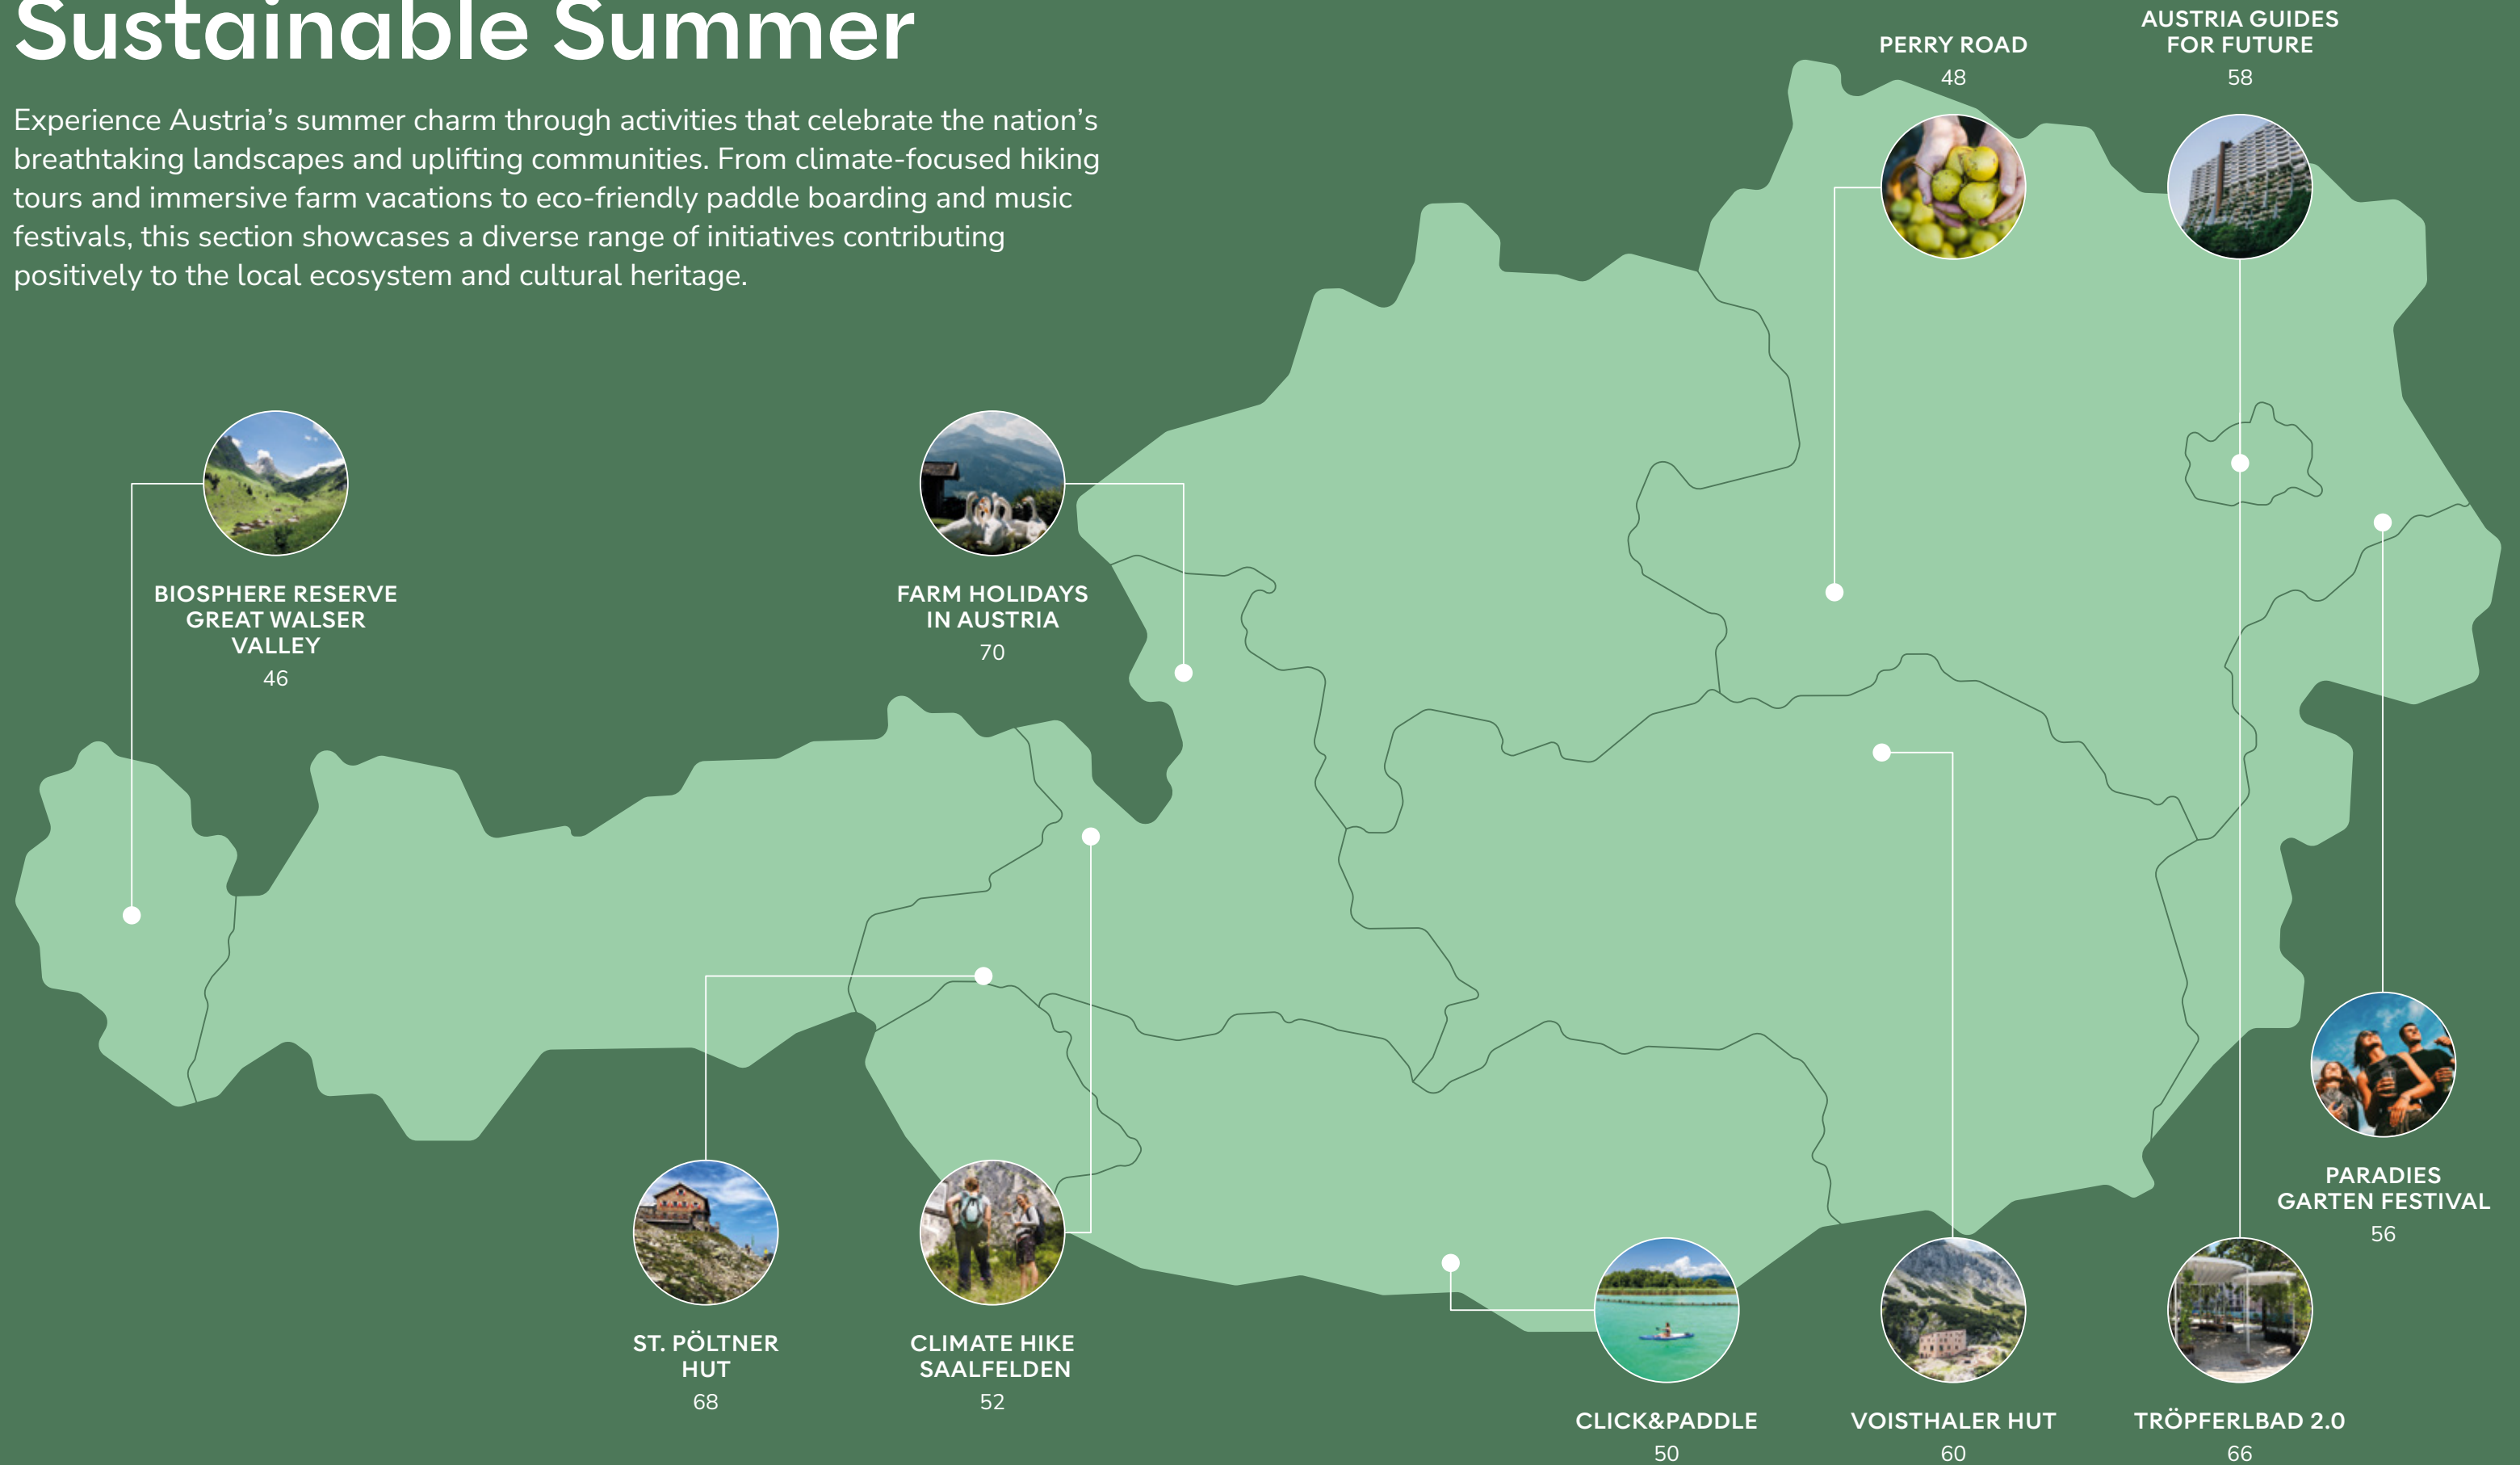 Sustainable Summer
Experience Austria’s summer charm through activities that celebrate the nation’s
breathtaking landscapes and uplifting communities. From climate-focused hiking
tours and immersive farm vacations to eco-friendly paddle boarding and music
festivals, this section showcases a diverse range of initiatives contributing
positively to the local ecosystem and cultural heritage.
PERRY ROAD
48
AUSTRIA GUIDES
FOR FUTURE
58
BIOSPHERE RESERVE
GREAT WALSER
VALLEY
46
FARM HOLIDAYS
IN AUSTRIA
70
PARADIES
GARTEN FESTIVAL
56
ST. PÖLTNER
HUT
68
CLIMATE HIKE
SAALFELDEN
52
CLICK&PADDLE
50
VOISTHALER HUT
60
TRÖPFERLBAD 2.0
66